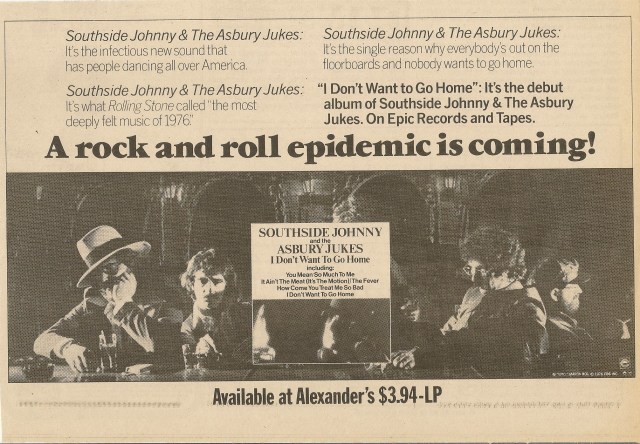 Southside Johnny & The Asbury Jukes:
It's the infectious new sound that
has people dancing all over America.
Southside Johnny & The Asbury Jukes:
It's what Rolling Stone called "the most
deeply felt music of 1976."
Southside Johnny & The Asbury Jukes:
It's the single reason why everybody's out on the
floorboards and nobody wants to go home.
"I Don't Want to Go Home": It's the debut
album of Southside Johnny & The Asbury
Jukes. On Epic Records and Tapes.
A rock and roll epidemic is coming!
SOUTHSIDE JOHNNY
and the
ASBURY JUKES
I Don't Want To Go Home
including:
You Mean So Much To Me
It Ain't The Meat (It's The Motion)/The Fever
How Come You Treat Me So Bad
I Don't Want To Go Home
Available at Alexander's $3.94-LP